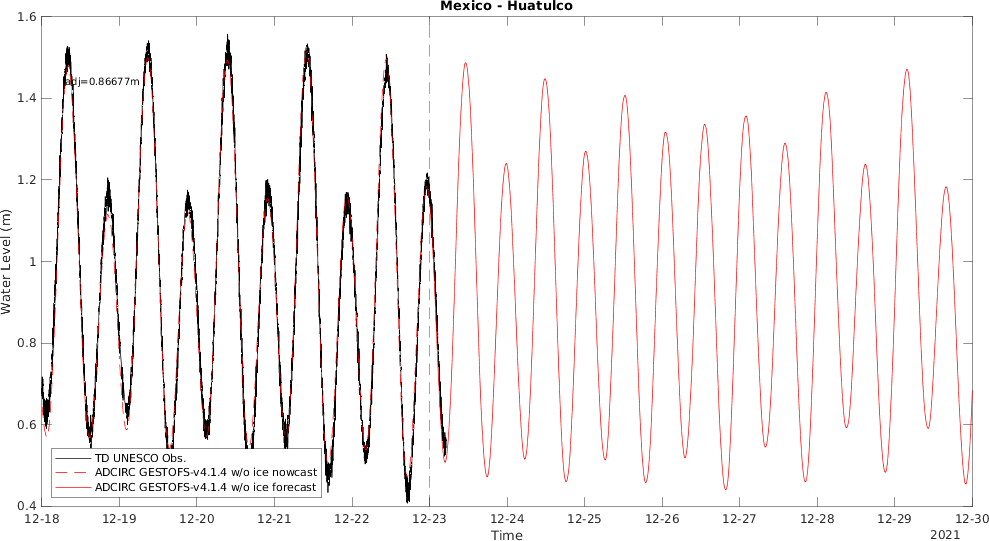 Mexico - Huatulco
1.6
1.4
1.2
1
0.8
0.6
0.4
Water Level (m)
adj=0.86677m
TD UNESCO Obs.
ADCIRC GESTOFS-v4.1.4 w/o ice nowcast
ADCIRC GESTOFS-v4.1.4 w/o ice forecast
12-18 12-19 12-20 12-21 12-22 12-23 12-24 12-25 12-26 12-27 12-28 12-29 12-30
Time
2021